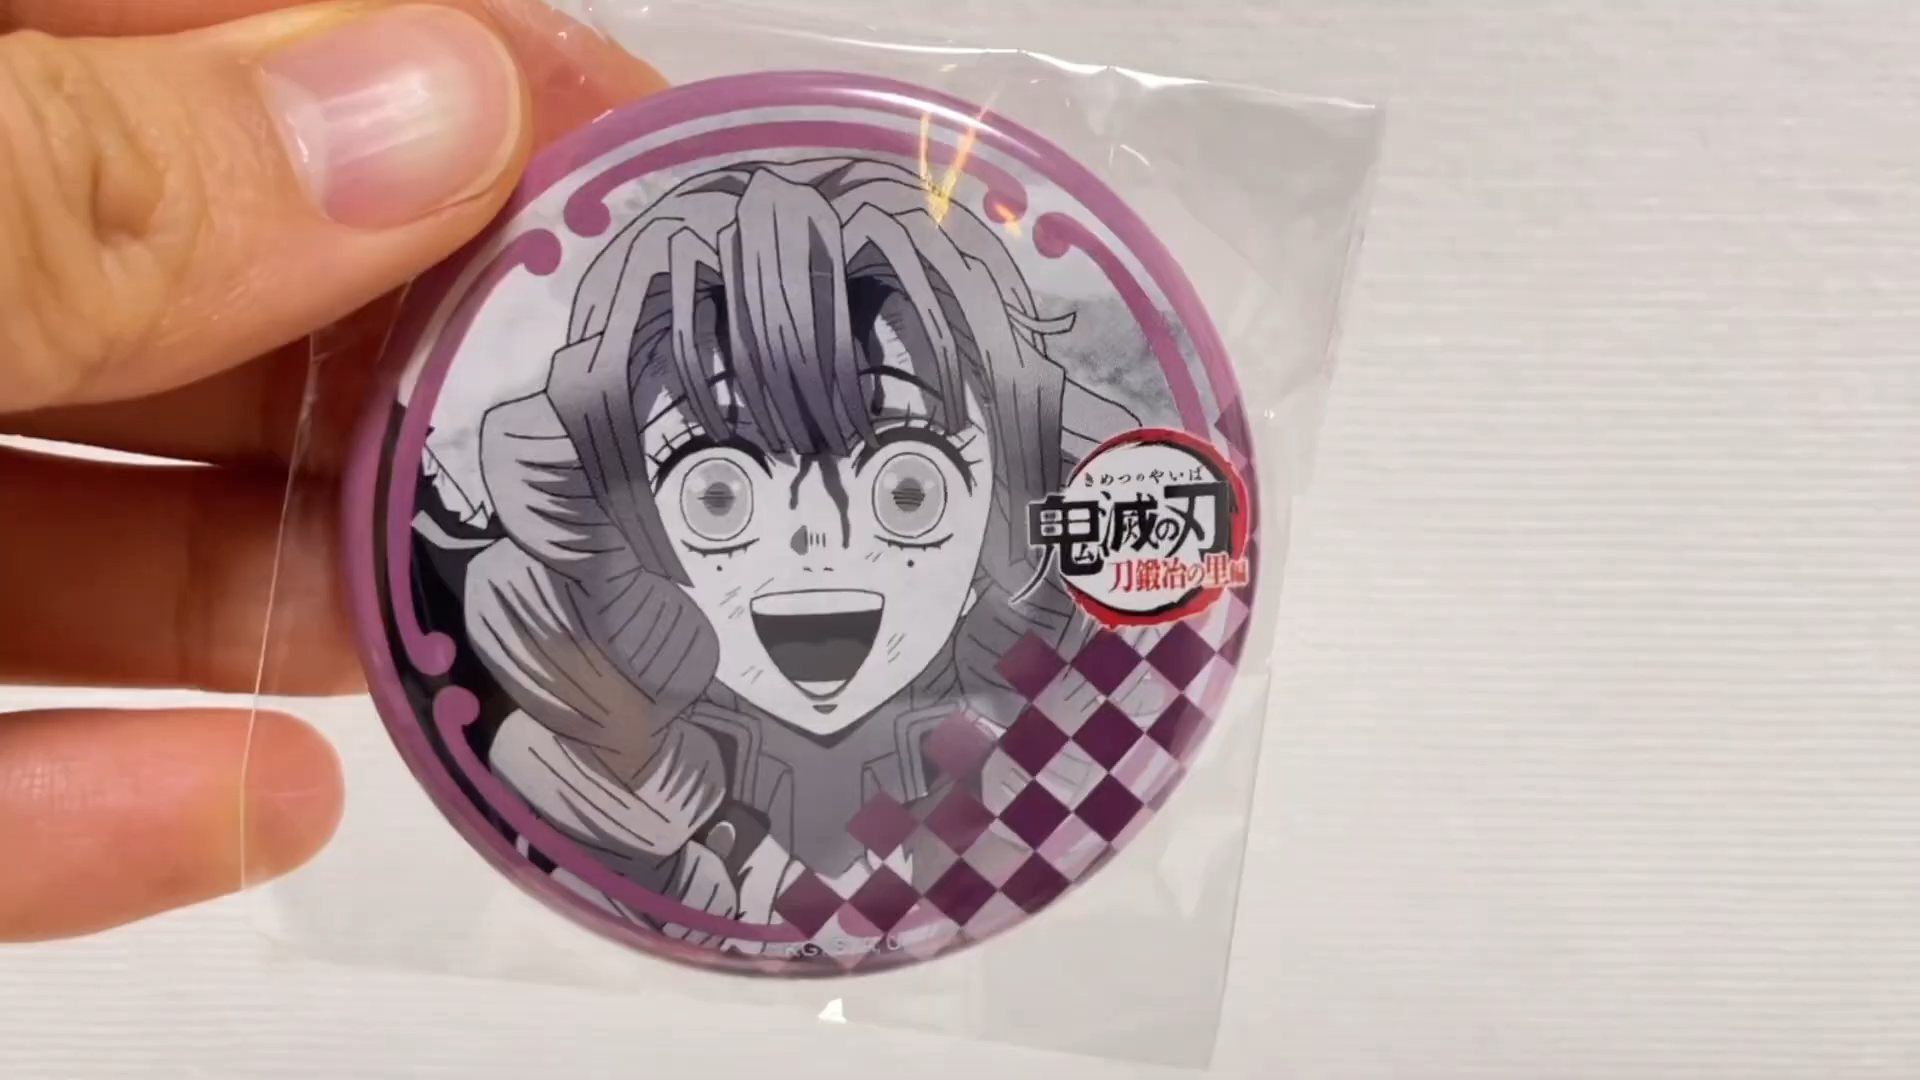 きめつのやいば
鬼滅の刃
刀鍛冶の里編